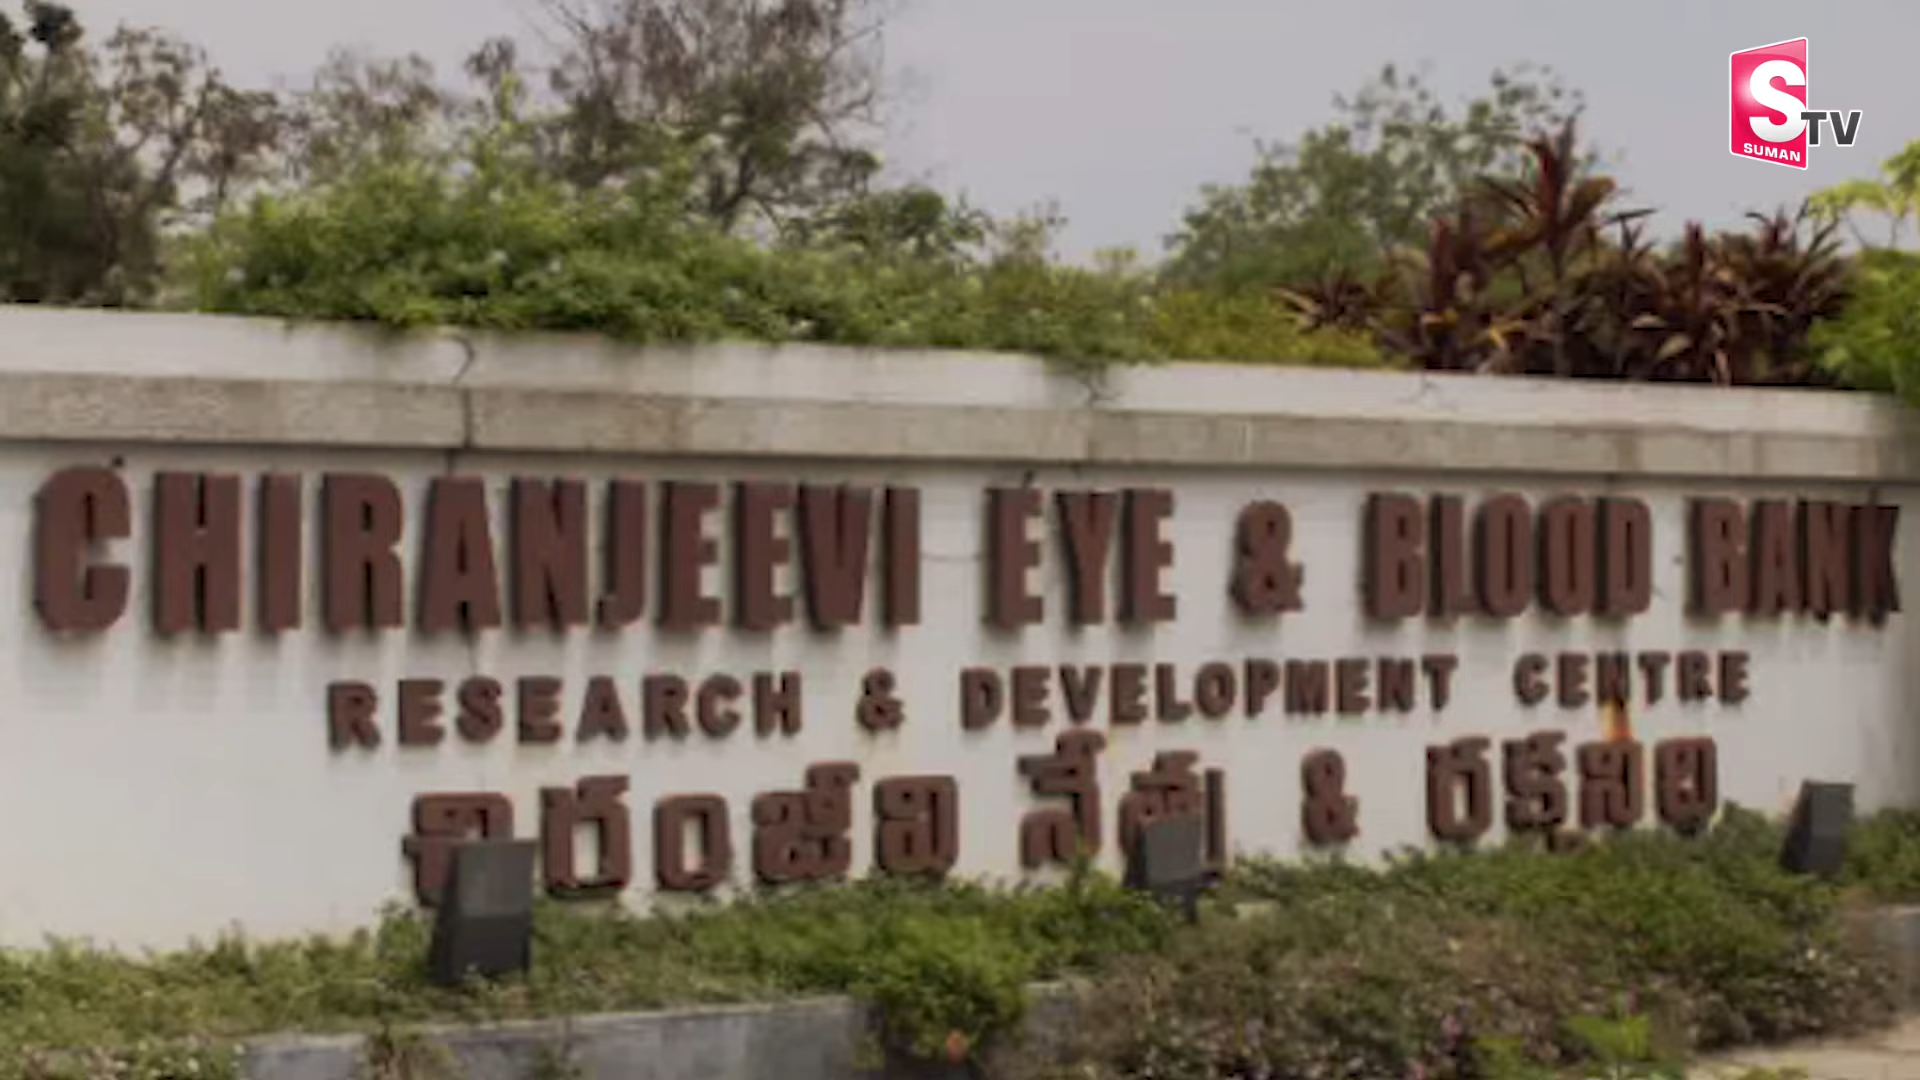 S TV
SUMAN
CHIRANJEEVI EYE & BLOOD BANK
RESEARCH & DEVELOPMENT CENTRE
చిరంజీవి నేత్ర & రక్తనిధి